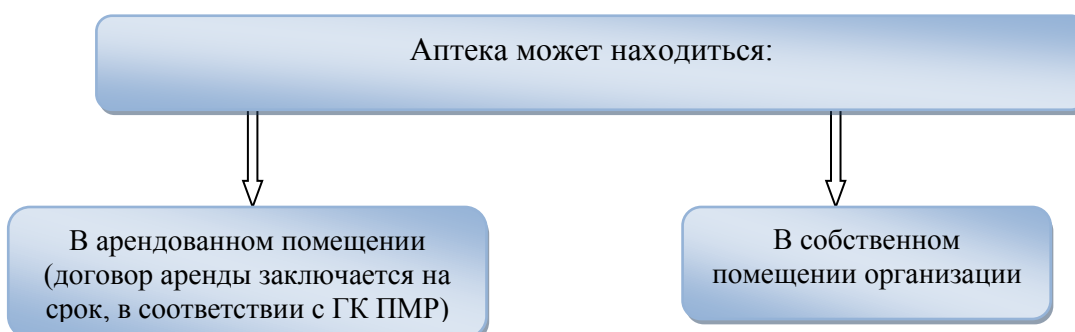 Аптека может находиться:
В арендованном помещении
(договор аренды заключается на
срок, в соответствии с ГК ПМР)
В собственном
помещении организации